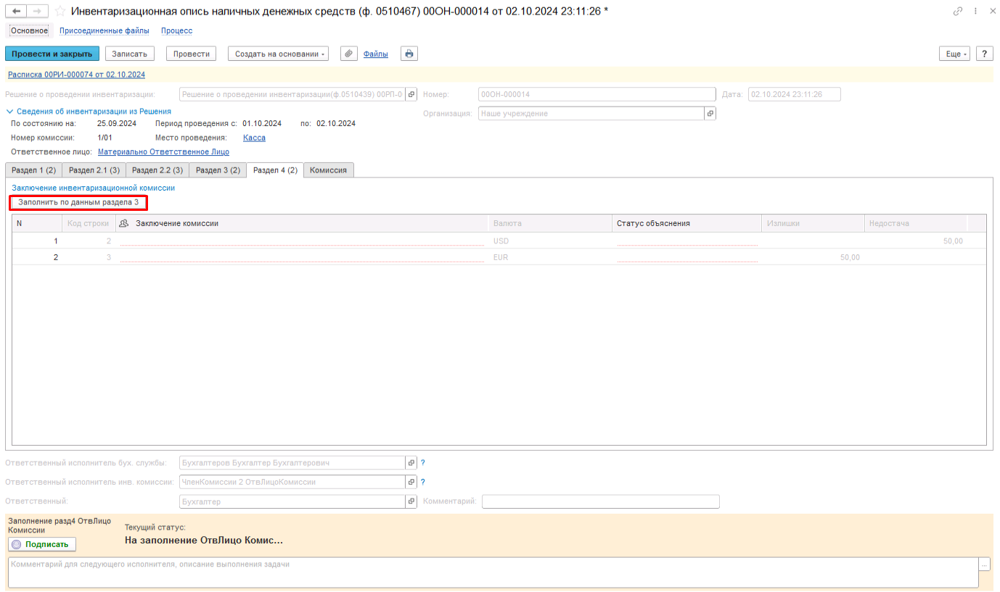 Инвентаризационная опись наличных денежных средств (ф. 0510467) 00ОН-000014 от 02.10.2024 23:11:26 *
Основное Присоединенные файлы Процесс
Провести и закрыть Записать Провести Создать на основании Файлы Еще ?
Расписка 00РИ-000074 от 02.10.2024
Решение о проведении инвентаризации: Решение о проведении инвентаризации(ф.0510439) 00РП-0 Номер: 00ОН-000014 Дата: 02.10.2024 23:11:26
Сведения об инвентаризации из Решения Организация: Наше учреждение
По состоянию на: 25.09.2024 Период проведения с: 01.10.2024 по: 02.10.2024
Номер комиссии: 1/01 Место проведения: Касса
Ответственное лицо: Материально Ответственное Лицо
Раздел 1 (2) Раздел 2.1 (3) Раздел 2.2 (3) Раздел 3 (2) Раздел 4 (2) Комиссия
Заключение инвентаризационной комиссии
Заполнить по данным раздела 3
N Код строки Заключение комиссии Валюта Статус объяснения Излишки Недостача
1 2 USD 50,00
2 3 EUR 50,00
Ответственный исполнитель бух. службы: Бухгалтеров Бухгалтер Бухгалтерович ?
Ответственный исполнитель инв. комиссии: ЧленКомиссии 2 ОтвЛицоКомиссии ?
Ответственный: Бухгалтер Комментарий:
Заполнение разд4 ОтвЛицо
Комиссии
Текущий статус:
На заполнение ОтвЛицо Комис...
Подписать
Комментарий для следующего исполнителя, описание выполнения задачи ...